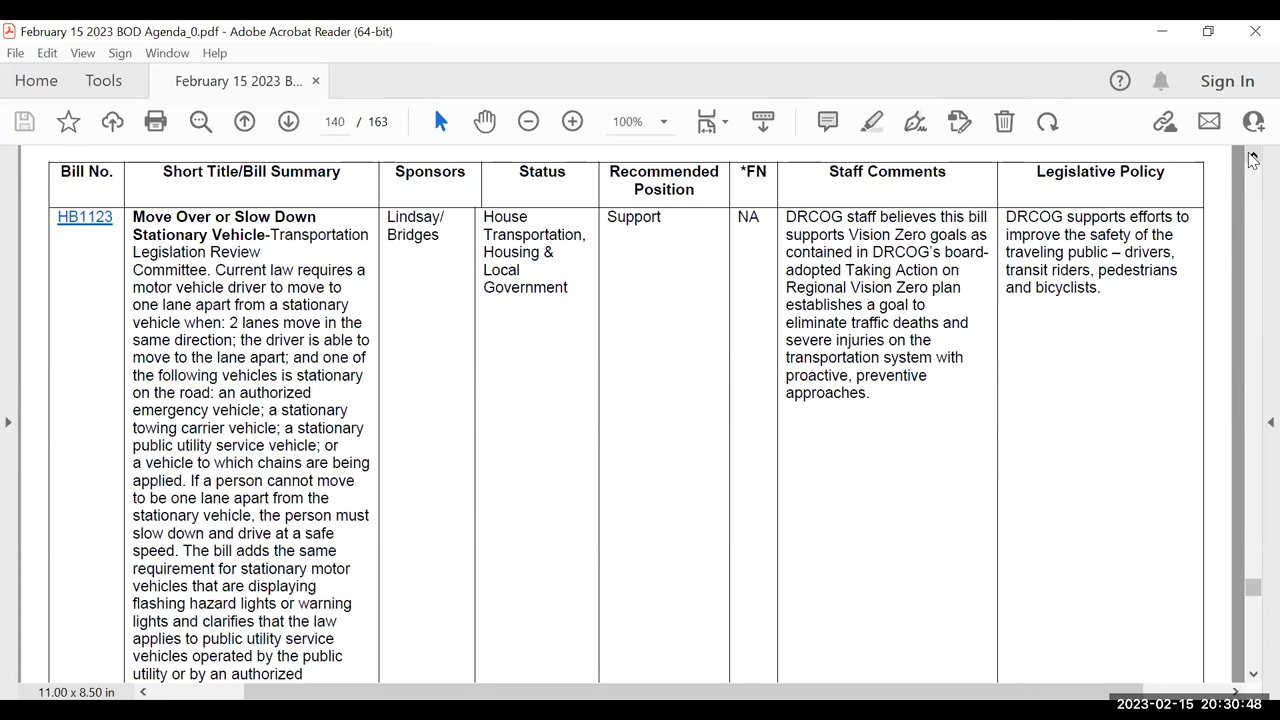 February 15 2023 BOD Agenda_0.pdf - Adobe Acrobat Reader (64-bit)
File Edit View Sign Window Help
Home Tools February 15 2023 B... × Sign In
140 / 163 100%
Bill No. Short Title/Bill Summary Sponsors Status Recommended Position *FN Staff Comments Legislative Policy
HB1123
Move Over or Slow Down
Stationary Vehicle-Transportation
Legislation Review
Committee. Current law requires a
motor vehicle driver to move to
one lane apart from a stationary
vehicle when: 2 lanes move in the
same direction; the driver is able to
move to the lane apart; and one of
the following vehicles is stationary
on the road: an authorized
emergency vehicle; a stationary
towing carrier vehicle; a stationary
public utility service vehicle; or
a vehicle to which chains are being
applied. If a person cannot move
to be one lane apart from the
stationary vehicle, the person must
slow down and drive at a safe
speed. The bill adds the same
requirement for stationary motor
vehicles that are displaying
flashing hazard lights or warning
lights and clarifies that the law
applies to public utility service
vehicles operated by the public
utility or by an authorized
Lindsay/
Bridges
House
Transportation,
Housing &
Local
Government
Support
NA
DRCOG staff believes this bill
supports Vision Zero goals as
contained in DRCOG's board-
adopted Taking Action on
Regional Vision Zero plan
establishes a goal to
eliminate traffic deaths and
severe injuries on the
transportation system with
proactive, preventive
approaches.
DRCOG supports efforts to
improve the safety of the
traveling public – drivers,
transit riders, pedestrians
and bicyclists.
11.00 x 8.50 in
2023-02-15 20:30:48